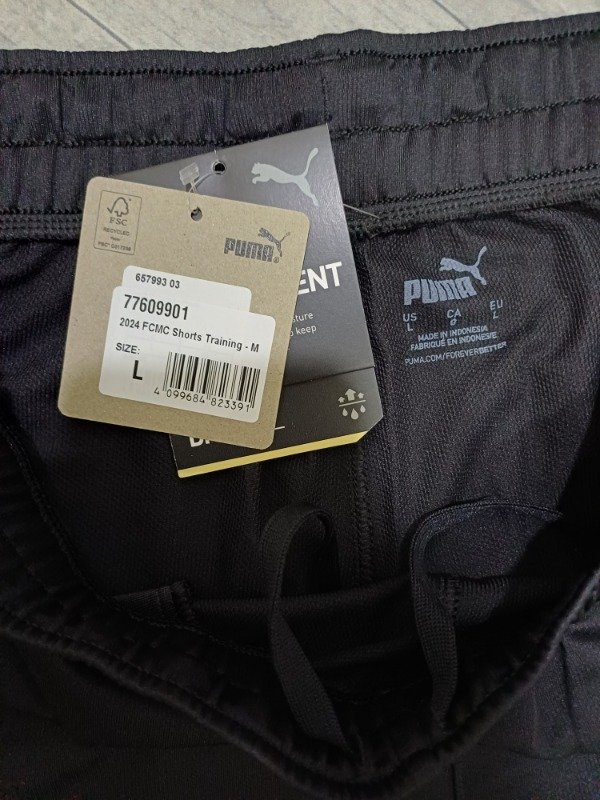 FSC
RECYCLED
PUMA
657993 03
77609901
2024 FCMC Shorts Training - M
SIZE:
L
4 099684 823391
ENT
keep
PUMA
US CA EU
L G L
MADE IN INDONESIA
FABRIQUÉ EN INDONESIE
PUMA.COM/FOREVERBETTER